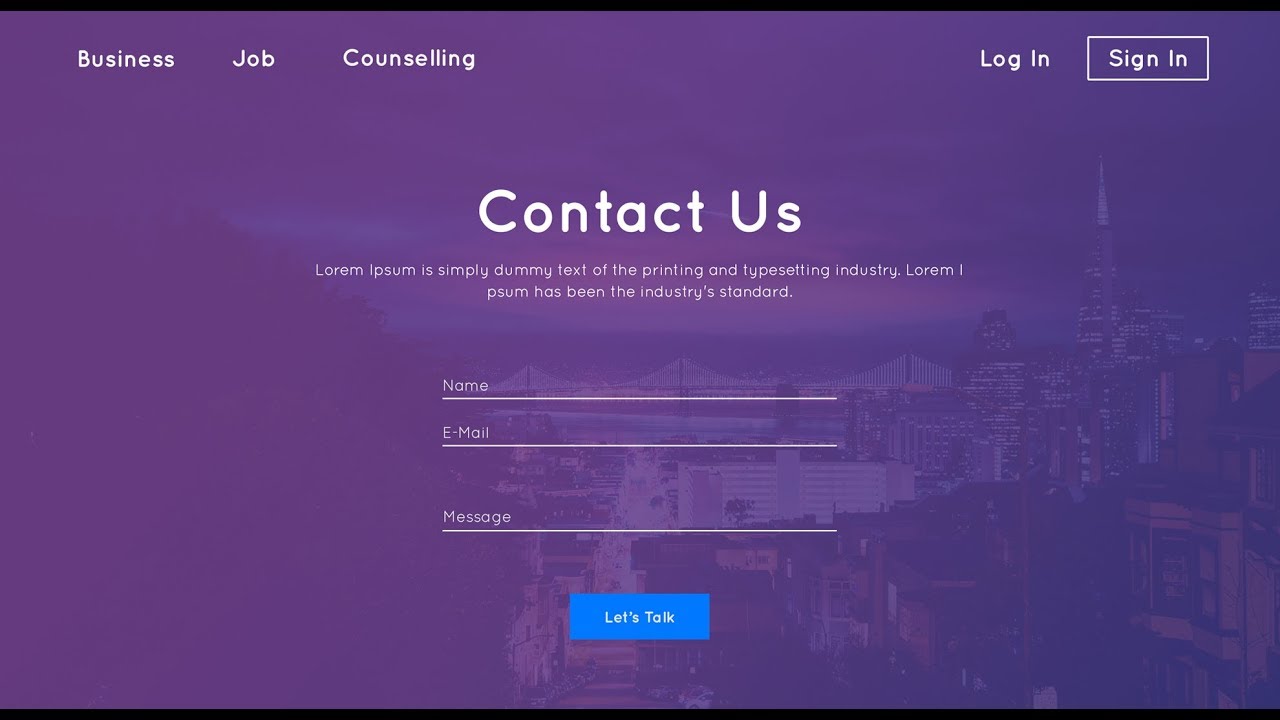 Business Job Counselling Log In Sign In
Contact Us
Lorem Ipsum is simply dummy text of the printing and typesetting industry. Lorem I
psum has been the industry's standard.
Name
E-Mail
Message
Let's Talk